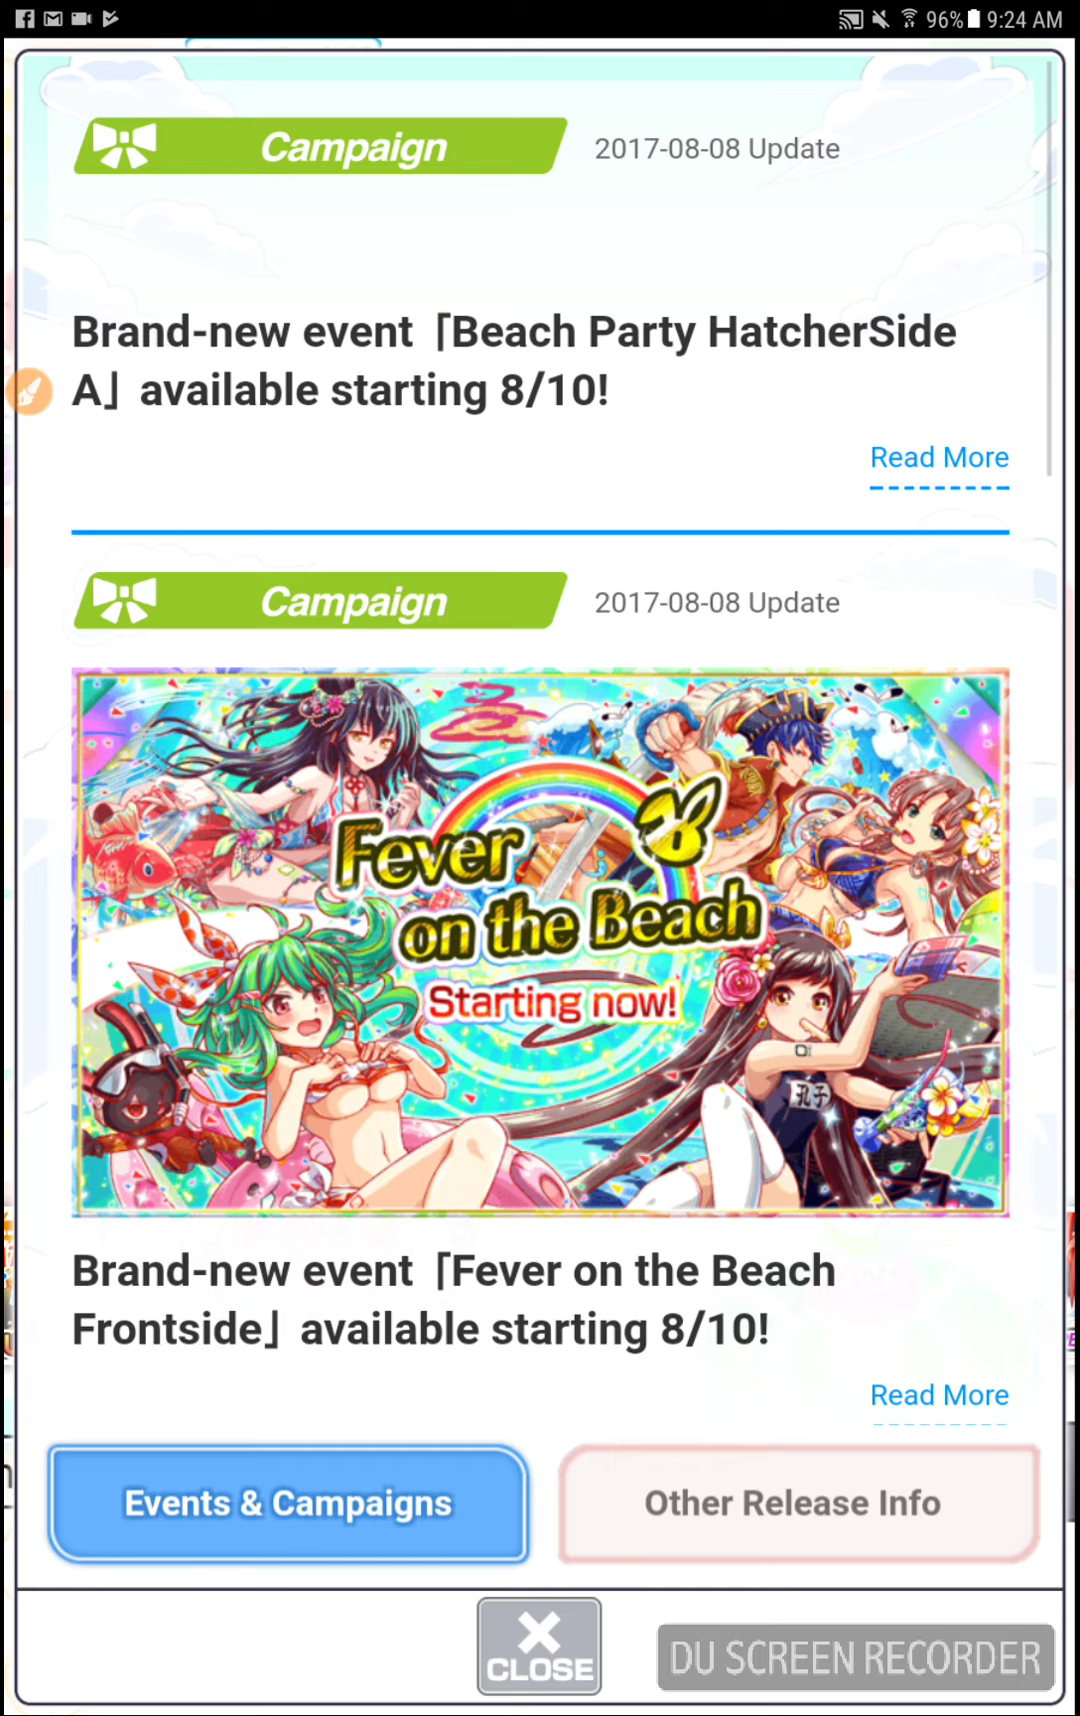 96% 9:24 AM
Campaign 2017-08-08 Update
Brand-new event「Beach Party HatcherSide
A」available starting 8/10!
Read More
Campaign 2017-08-08 Update
Fever
on the Beach
Starting now!
孔子
Brand-new event「Fever on the Beach
Frontside」available starting 8/10!
Read More
Events & Campaigns
Other Release Info
CLOSE
DU SCREEN RECORDER